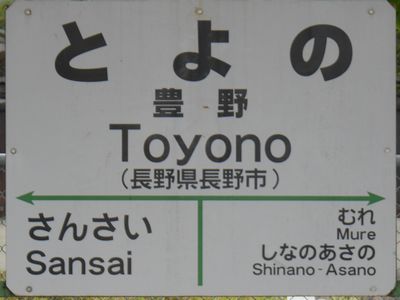 とよの
豊野
Toyono
(長野県長野市)
さんさい
Sansai
むれ
Mure
しなのあさの
Shinano-Asano